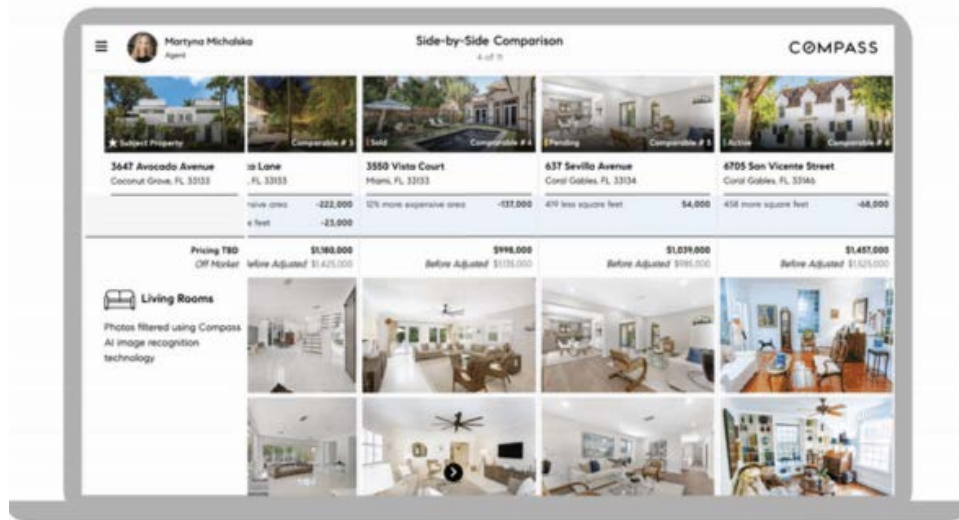 Martyna Michalska
Agent
Side-by-Side Comparison
4 of 11
COMPASS
Subject Property
Comparable # 3
Sold
Comparable #
Pending
Comparable #
Active
Comparable #
3647 Avocado Avenue
Coconut Grove, FL 33133
Lane
, FL 33133
3550 Vista Court
Miami, FL 33133
637 Sevilla Avenue
Coral Gables, FL 33134
6705 San Vicente Street
Coral Gables, FL 33146
area -222,000
feet -23,000
12% more expensive area -137,000
419 less square feet 54,000
458 more square feet -68,000
Pricing TBD
Off Market
$1,180,000
Before Adjusted $1,425,000
$998,000
Before Adjusted $1,135,000
$1,039,000
Before Adjusted $985,000
$1,457,000
Before Adjusted $1,525,000
Living Rooms
Photos filtered using Compass
AI image recognition
technology